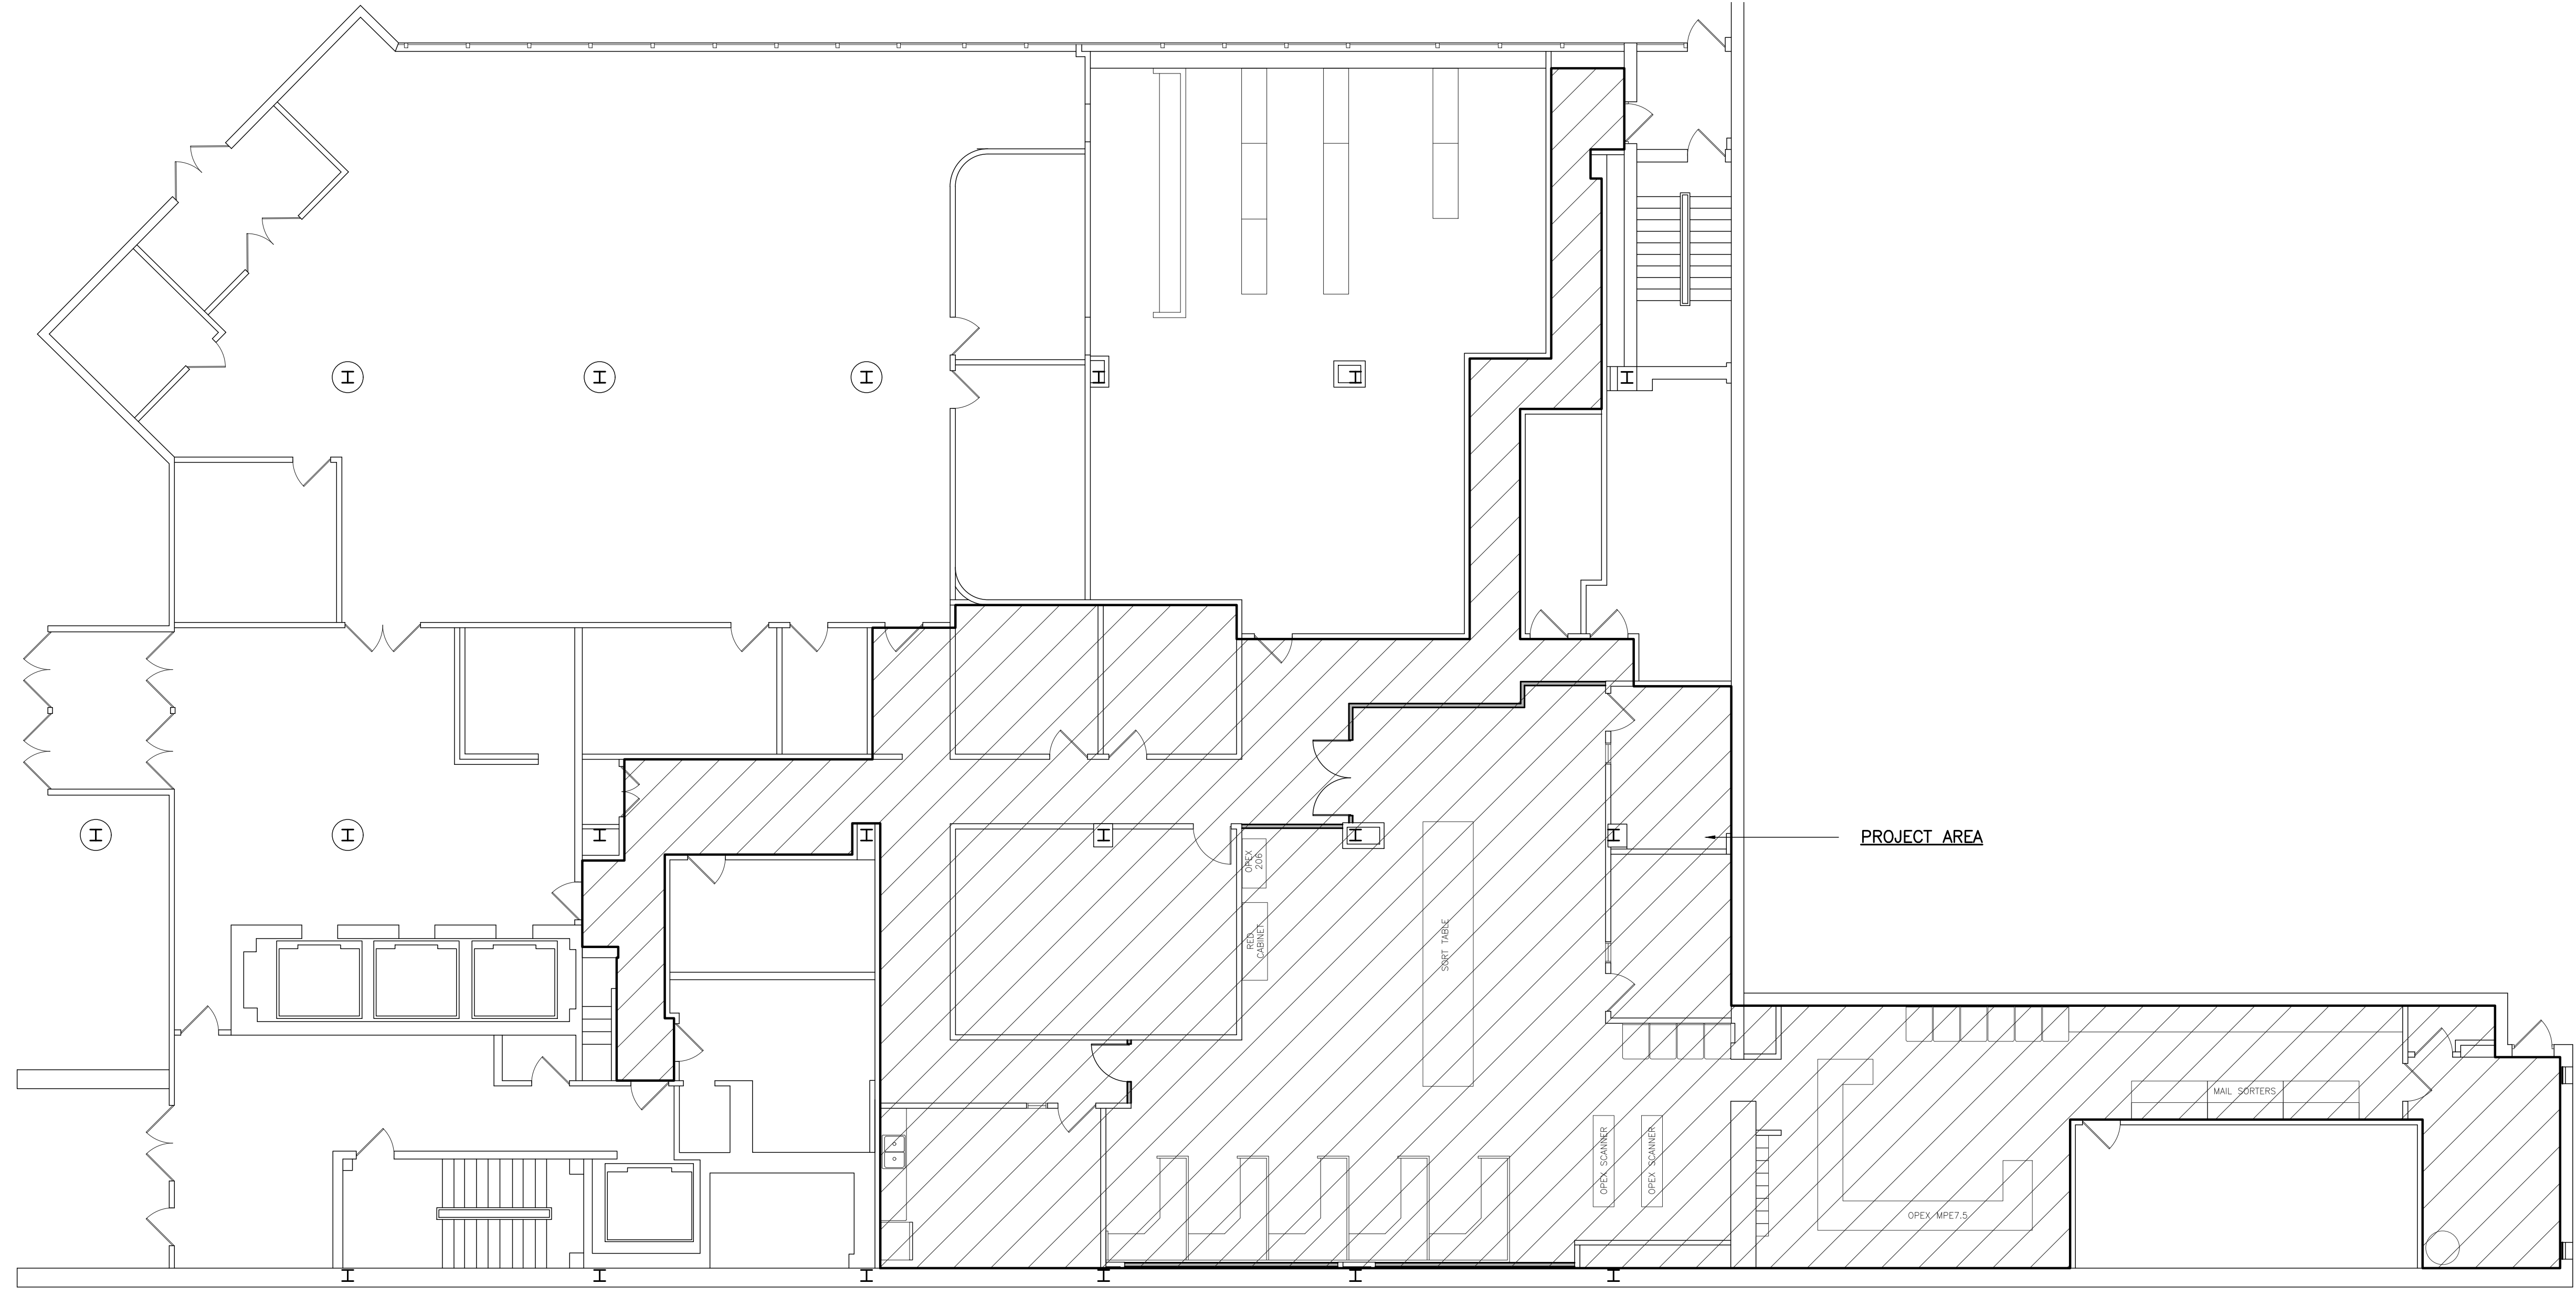 OPEX
206
PROJECT AREA
RED
CABINET
SORT TABLE
MAIL SORTERS
OPEX SCANNER
OPEX SCANNER
OPEX MPE7.5